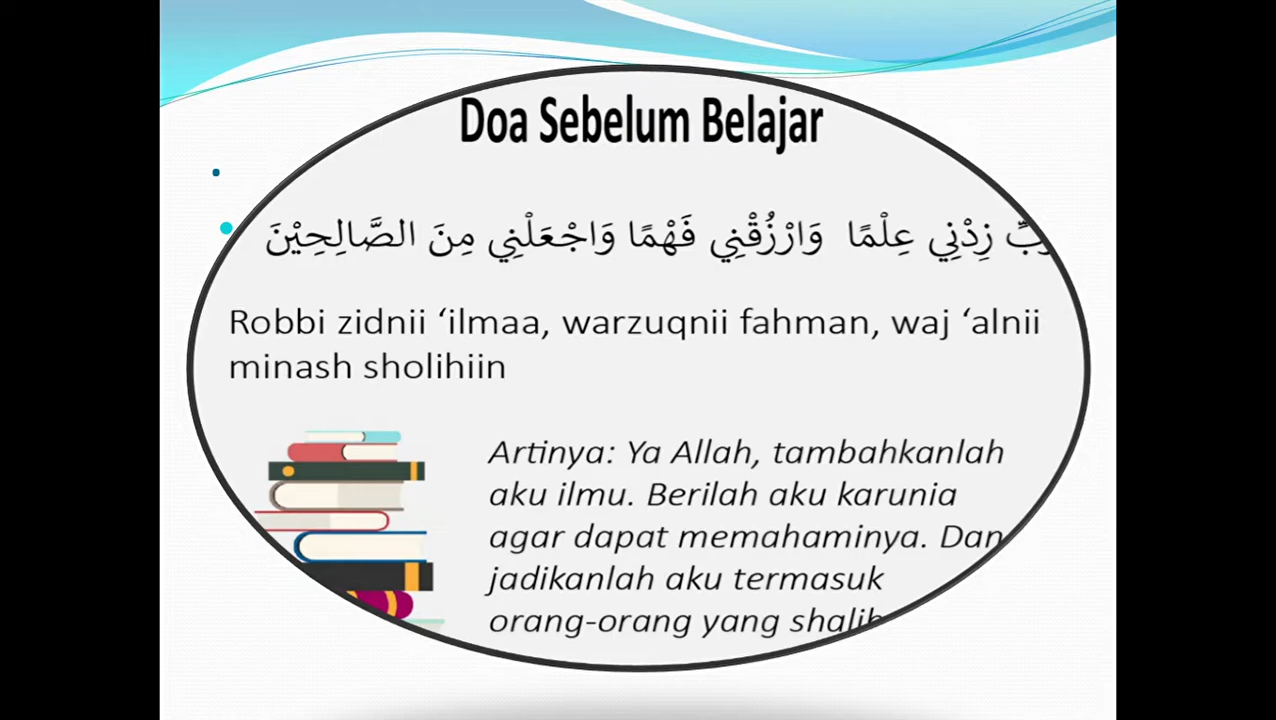 Doa Sebelum Belajar
رَبِّ زِدْنِي عِلْمًا وَارْزُقْنِي فَهْمًا وَاجْعَلْنِي مِنَ الصَّالِحِيْنَ
Robbi zidnii ‘ilmaa, warzuqnii fahman, waj ‘alnii
minash sholihiin
Artinya: Ya Allah, tambahkanlah
aku ilmu. Berilah aku karunia
agar dapat memahaminya. Dan
jadikanlah aku termasuk
orang-orang yang shalih